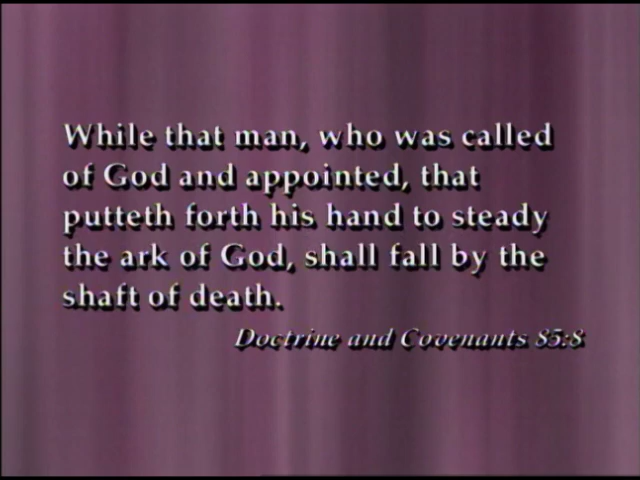 While that man, who was called
of God and appointed, that
putteth forth his hand to steady
the ark of God, shall fall by the
shaft of death.
Doctrine and Covenants 85:8